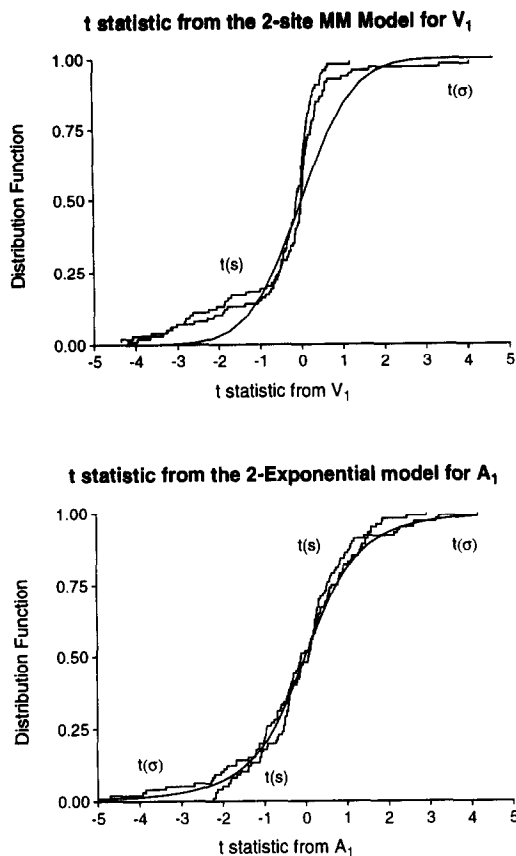 t statistic from the 2-site MM Model for V₁
Distribution Function
1.00
0.75
0.50
0.25
0.00
t(σ)
t(s)
-5 -4 -3 -2 -1 0 1 2 3 4 5
t statistic from V₁
t statistic from the 2-Exponential model for A₁
Distribution Function
1.00
0.75
0.50
0.25
0.00
t(s)
t(σ)
t(σ)
t(s)
-5 -4 -3 -2 -1 0 1 2 3 4 5
t statistic from A₁